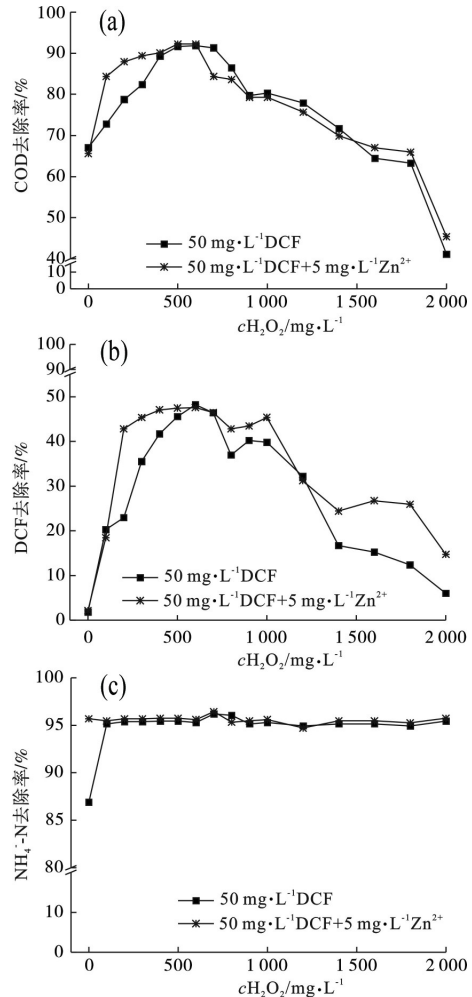 (a)
100
90
80
70
60
50
40
10
0
COD去除率/%
50 mg·L⁻¹DCF
50 mg·L⁻¹DCF+5 mg·L⁻¹Zn²⁺
0 500 1 000 1 500 2 000
cH₂O₂/mg·L⁻¹
(b)
100
90
50
40
30
20
10
0
DCF去除率/%
50 mg·L⁻¹DCF
50 mg·L⁻¹DCF+5 mg·L⁻¹Zn²⁺
0 500 1 000 1 500 2 000
cH₂O₂/mg·L⁻¹
(c)
100
95
90
85
80
10
0
NH₄⁻-N去除率/%
50 mg·L⁻¹DCF
50 mg·L⁻¹DCF+5 mg·L⁻¹Zn²⁺
0 500 1 000 1 500 2 000
cH₂O₂/mg·L⁻¹